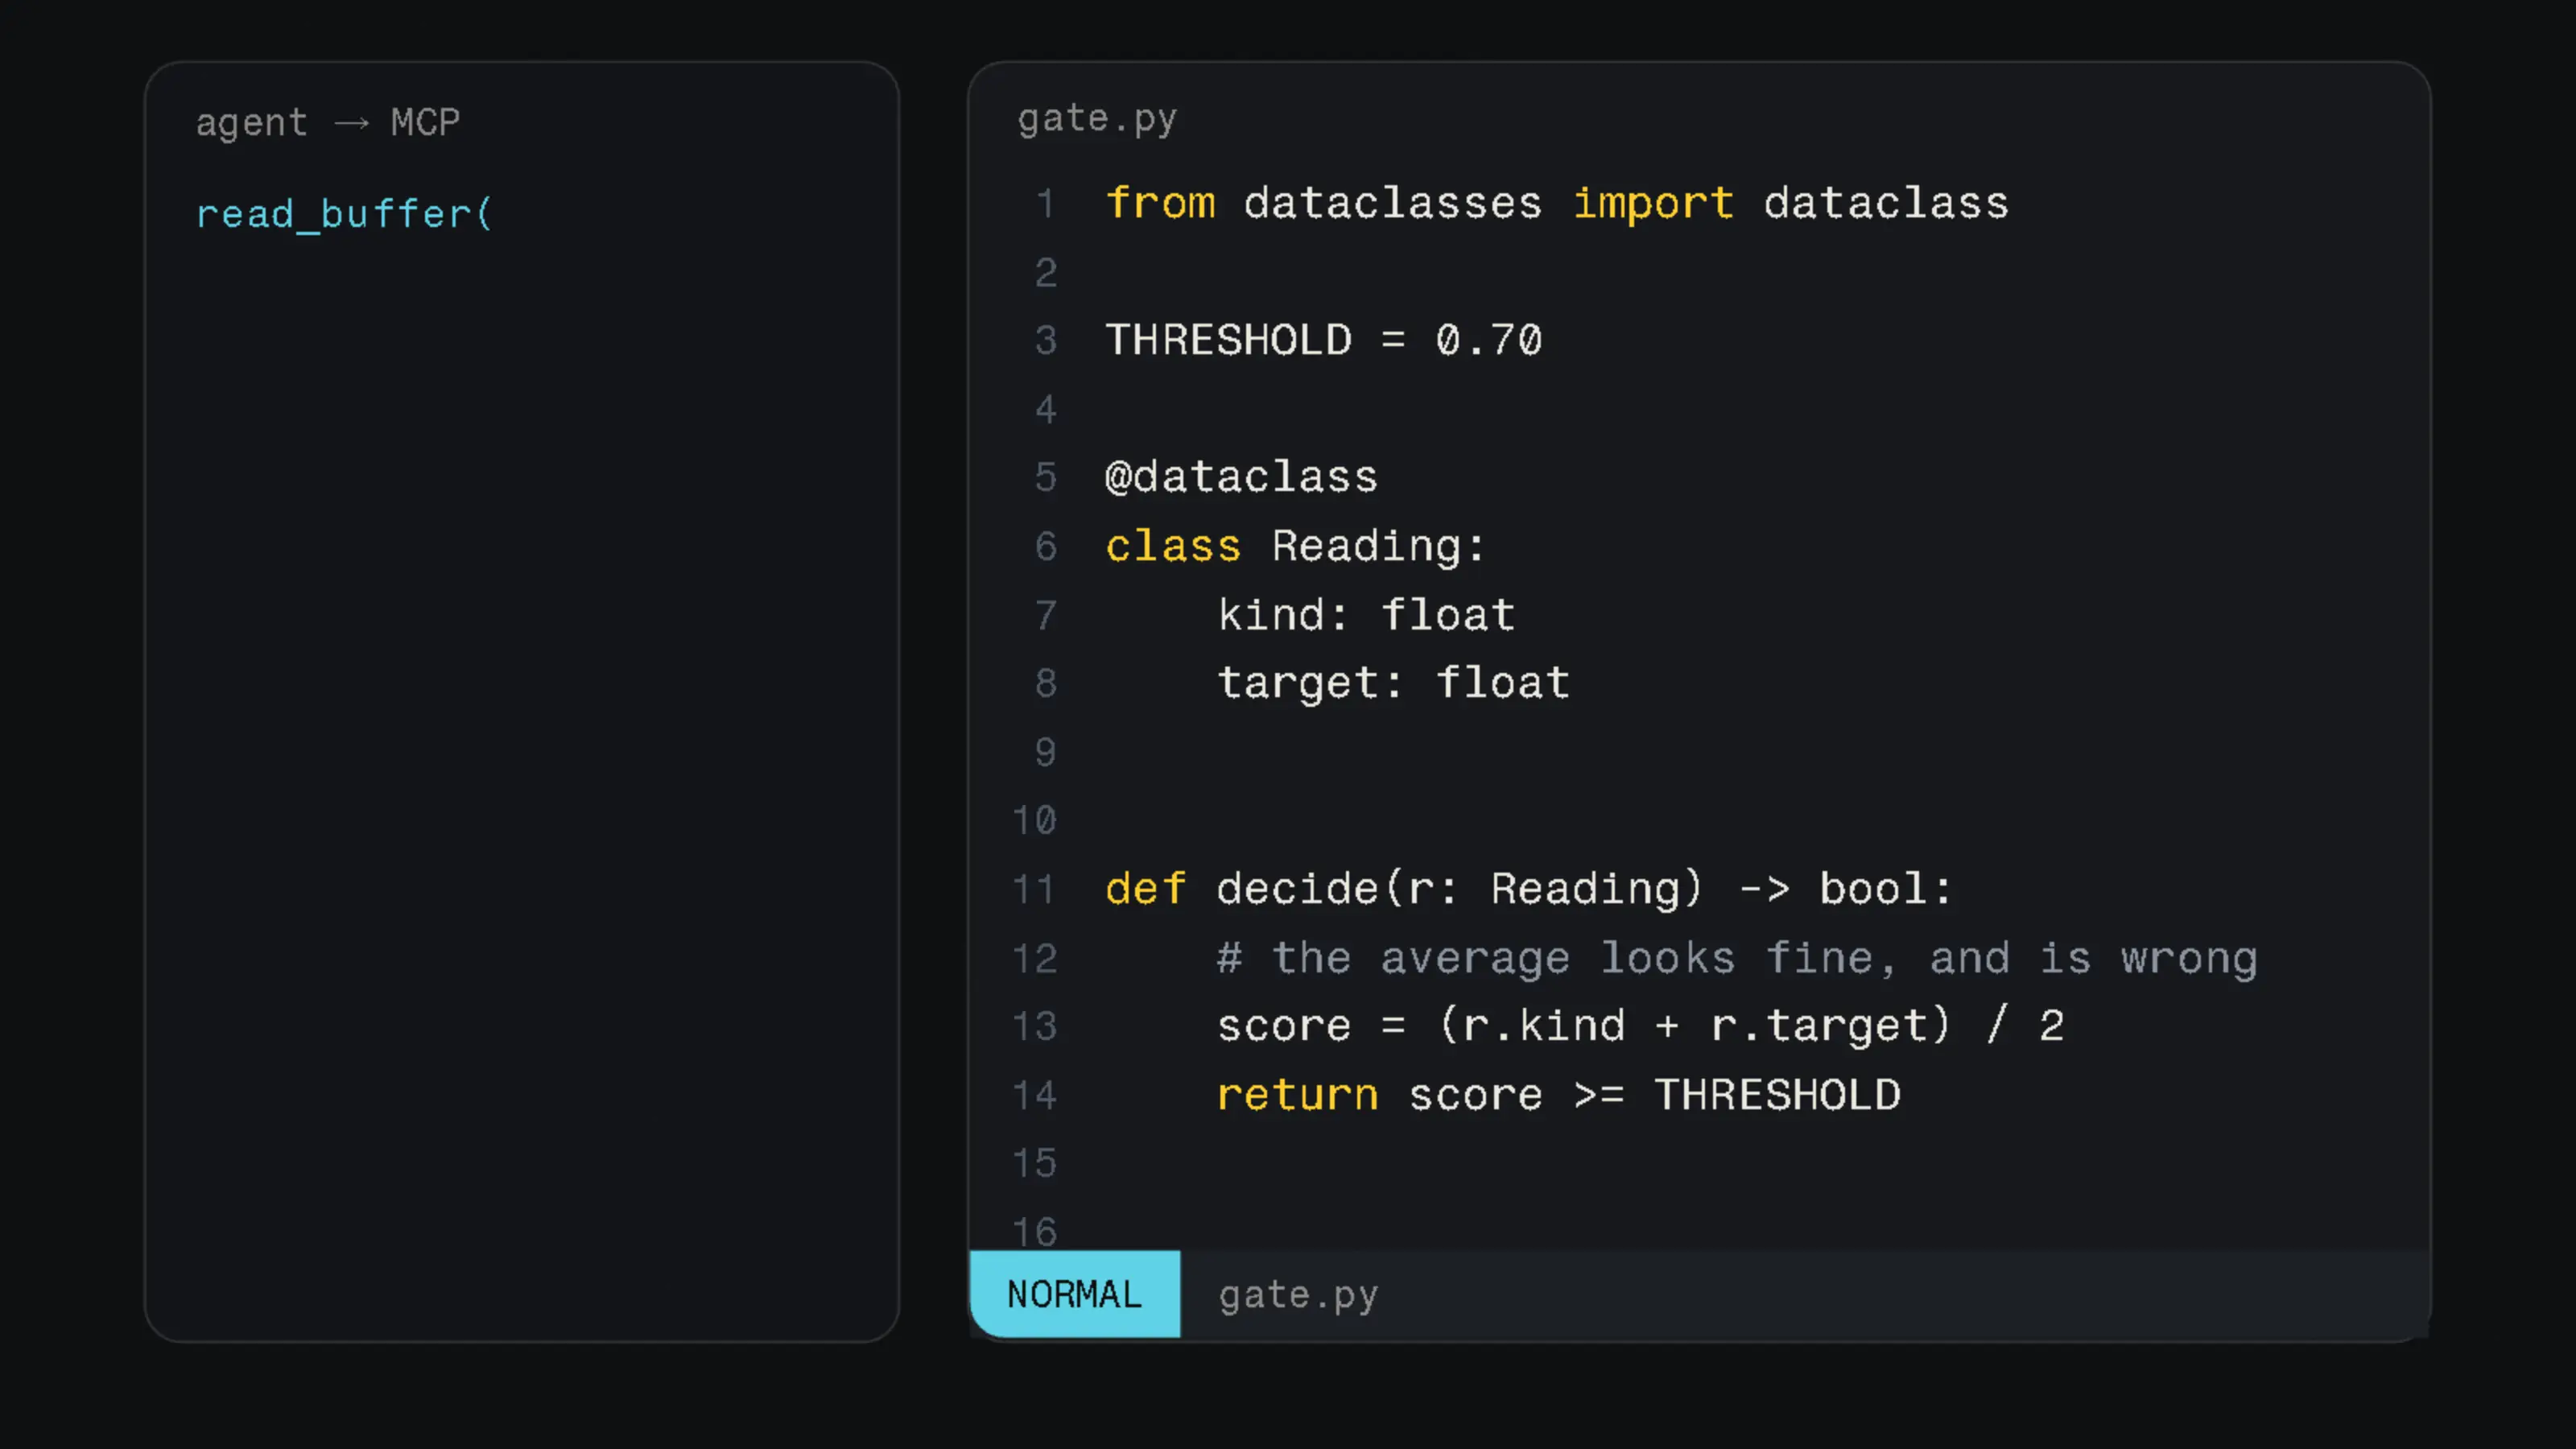 agent → MCP
read_buffer(
gate.py
1 from dataclasses import dataclass
2
3 THRESHOLD = 0.70
4
5 @dataclass
6 class Reading:
7     kind: float
8     target: float
9
10
11 def decide(r: Reading) -> bool:
12     # the average looks fine, and is wrong
13     score = (r.kind + r.target) / 2
14     return score >= THRESHOLD
15
16
NORMAL gate.py